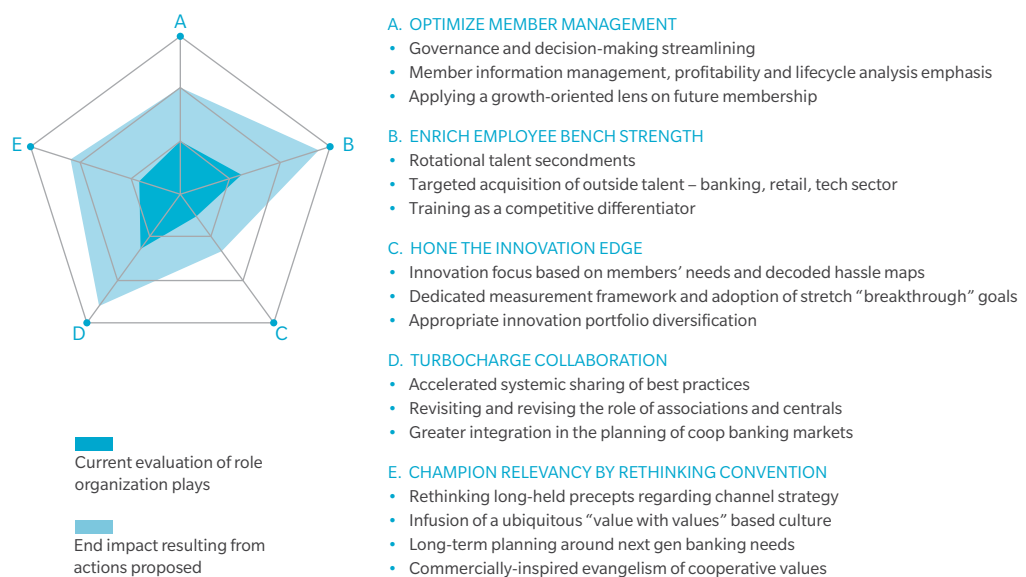 A
B
C
D
E
Current evaluation of role
organization plays
End impact resulting from
actions proposed
A. OPTIMIZE MEMBER MANAGEMENT
• Governance and decision-making streamlining
• Member information management, profitability and lifecycle analysis emphasis
• Applying a growth-oriented lens on future membership
B. ENRICH EMPLOYEE BENCH STRENGTH
• Rotational talent secondments
• Targeted acquisition of outside talent – banking, retail, tech sector
• Training as a competitive differentiator
C. HONE THE INNOVATION EDGE
• Innovation focus based on members’ needs and decoded hassle maps
• Dedicated measurement framework and adoption of stretch “breakthrough” goals
• Appropriate innovation portfolio diversification
D. TURBOCHARGE COLLABORATION
• Accelerated systemic sharing of best practices
• Revisiting and revising the role of associations and centrals
• Greater integration in the planning of coop banking markets
E. CHAMPION RELEVANCY BY RETHINKING CONVENTION
• Rethinking long-held precepts regarding channel strategy
• Infusion of a ubiquitous “value with values” based culture
• Long-term planning around next gen banking needs
• Commercially-inspired evangelism of cooperative values